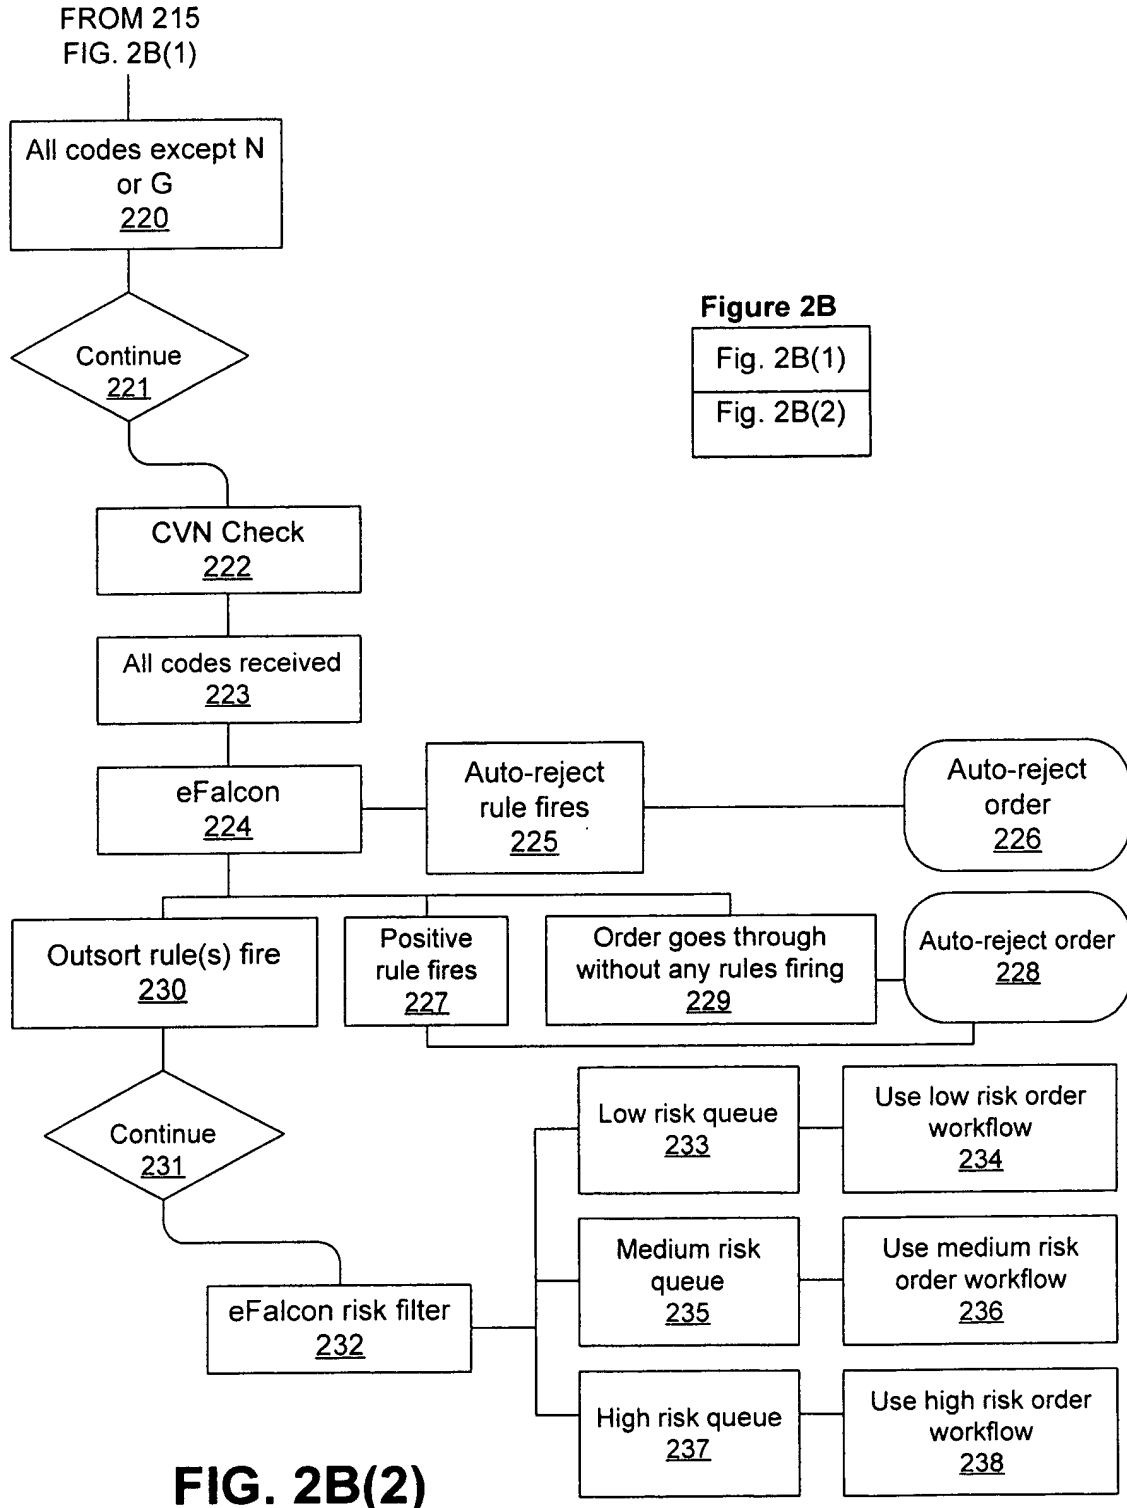 FROM 215
FIG. 2B(1)
All codes except N
or G
220
Continue
221
Figure 2B
Fig. 2B(1)
Fig. 2B(2)
CVN Check
222
All codes received
223
eFalcon
224
Auto-reject
rule fires
225
Auto-reject
order
226
Outsort rule(s) fire
230
Positive
rule fires
227
Order goes through
without any rules firing
229
Auto-reject order
228
Continue
231
eFalcon risk filter
232
Low risk queue
233
Use low risk order
workflow
234
Medium risk
queue
235
Use medium risk
order workflow
236
High risk queue
237
Use high risk order
workflow
238
FIG. 2B(2)